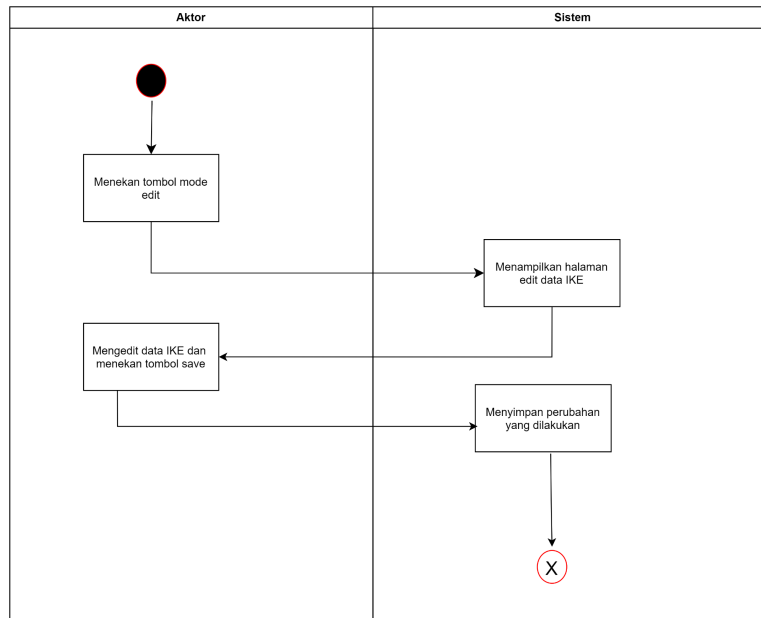 Aktor
Sistem
Menekan tombol mode
edit
Menampilkan halaman
edit data IKE
Mengedit data IKE dan
menekan tombol save
Menyimpan perubahan
yang dilakukan
X